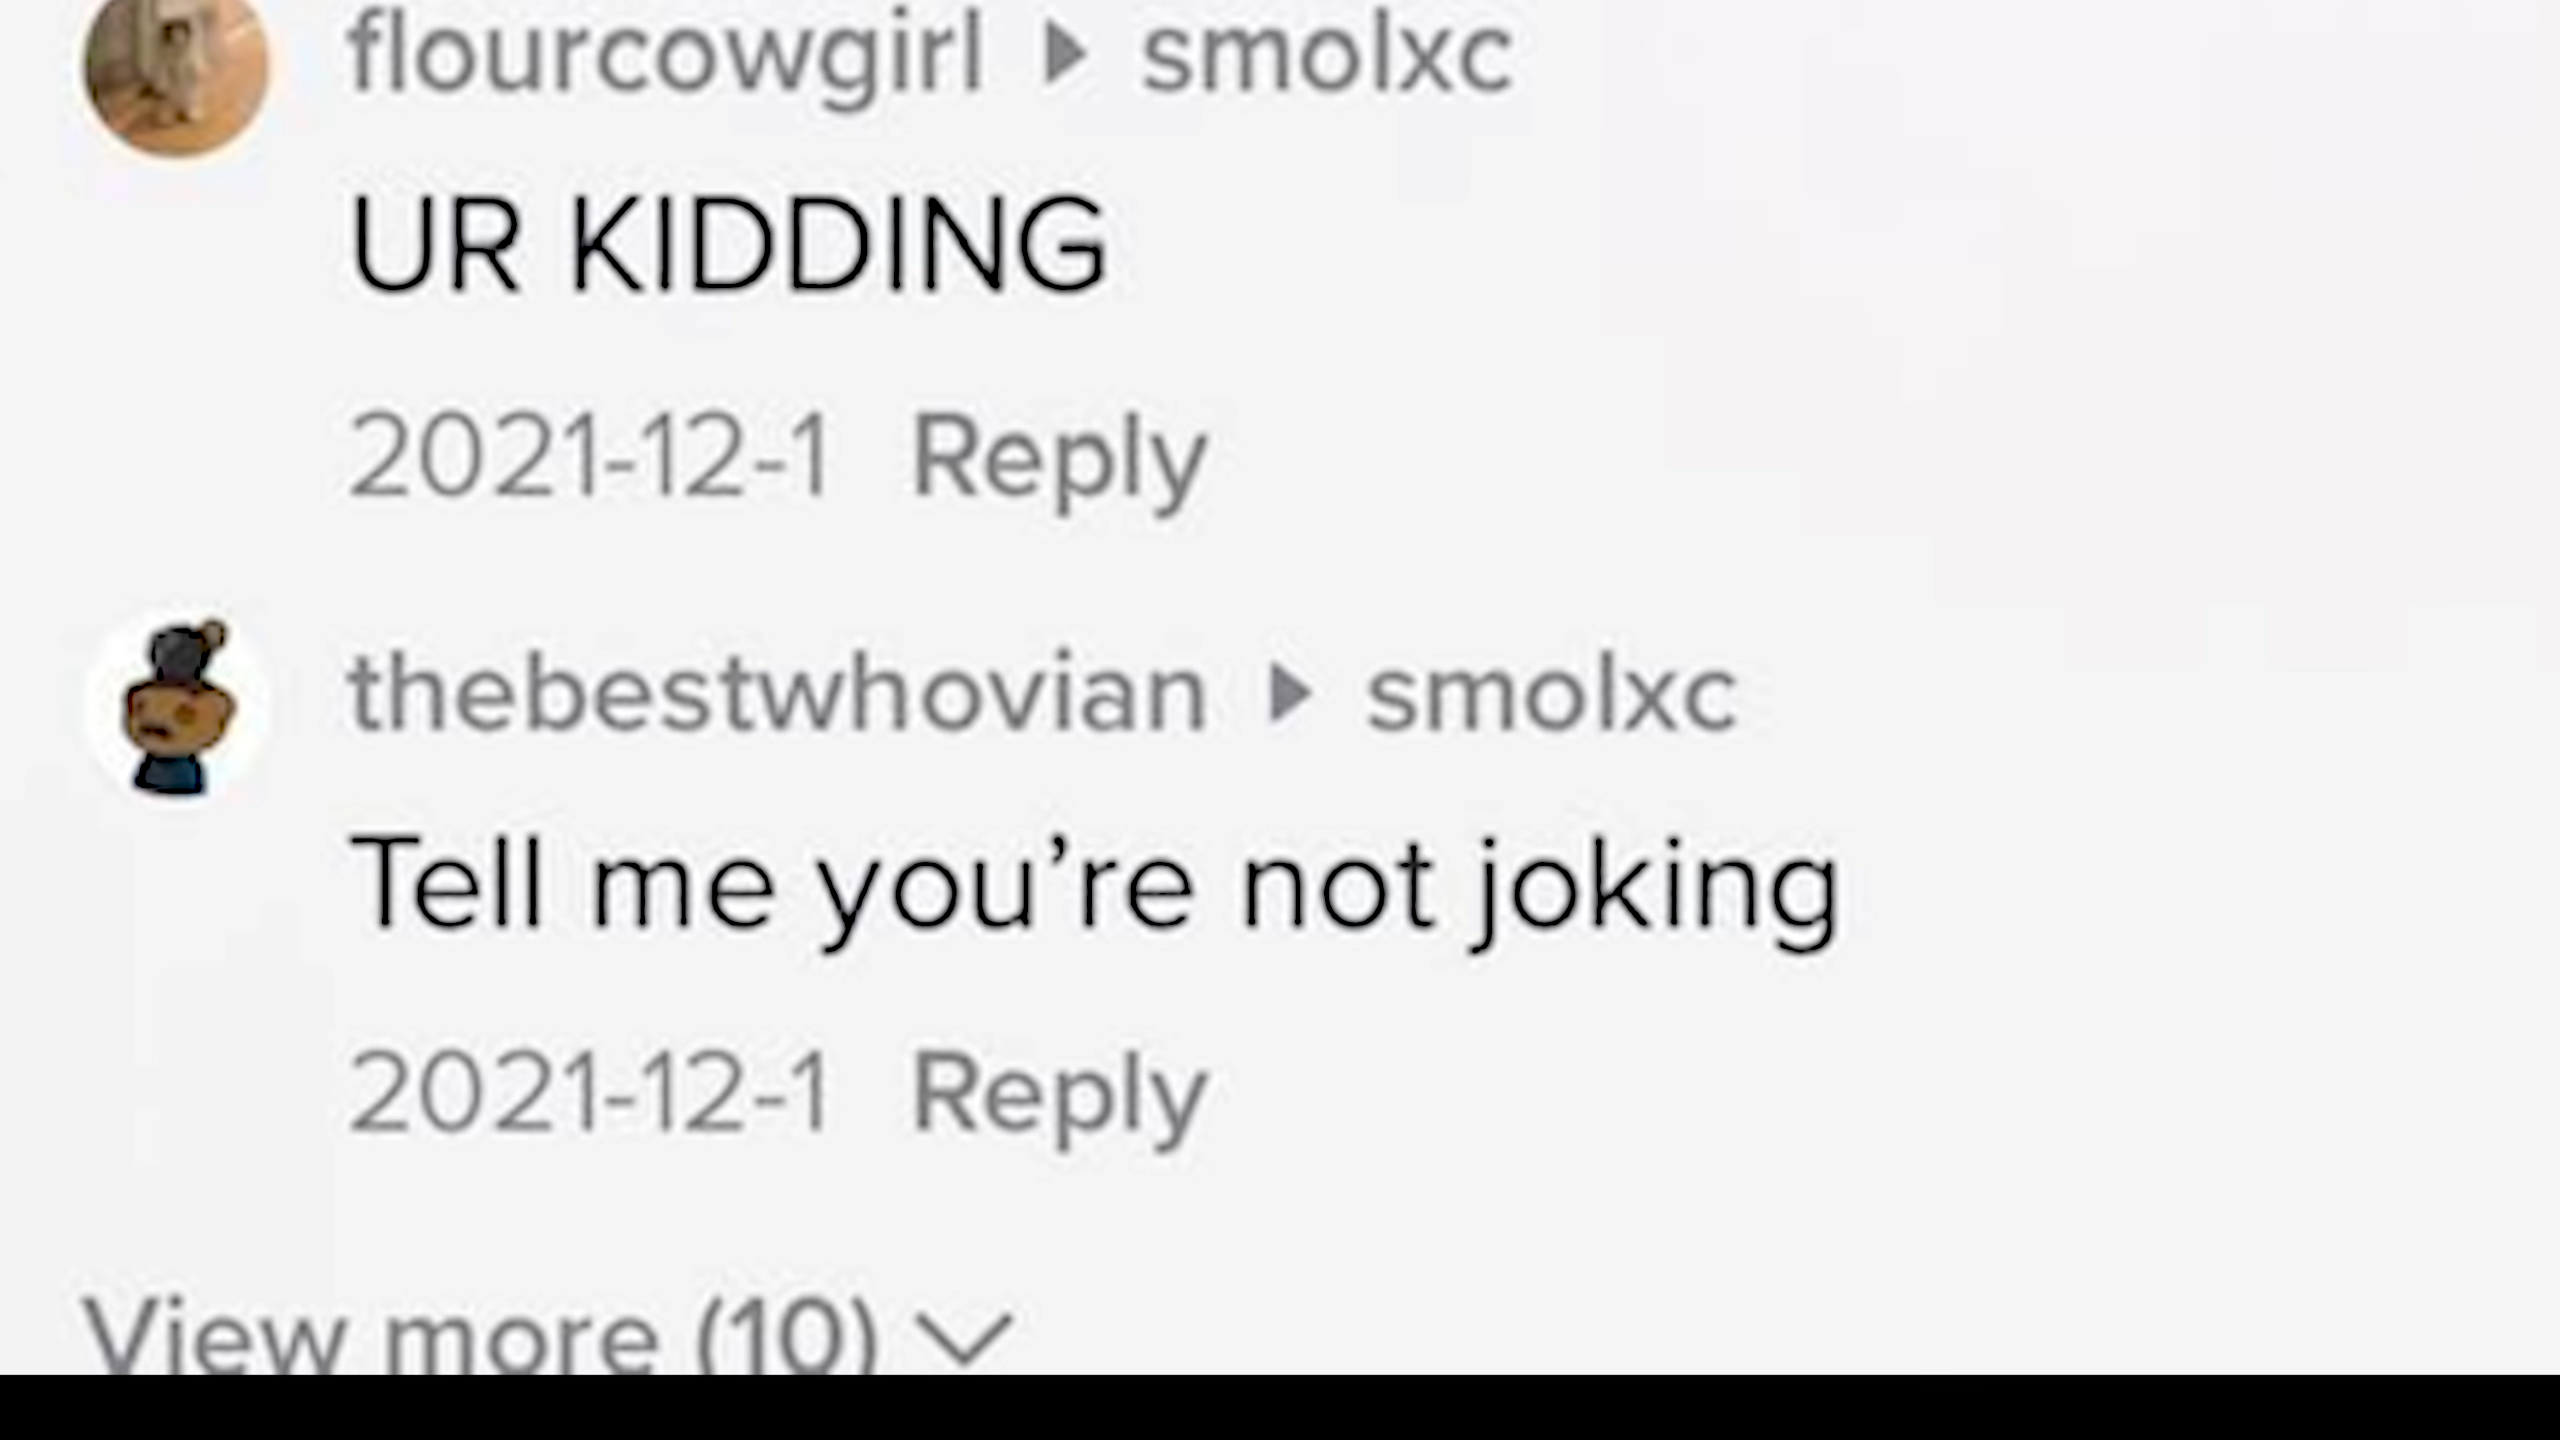 flourcowgirl ▶ smolxc
UR KIDDING
2021-12-1 Reply
thebestwhovian ▶ smolxc
Tell me you’re not joking
2021-12-1 Reply
View more (10)